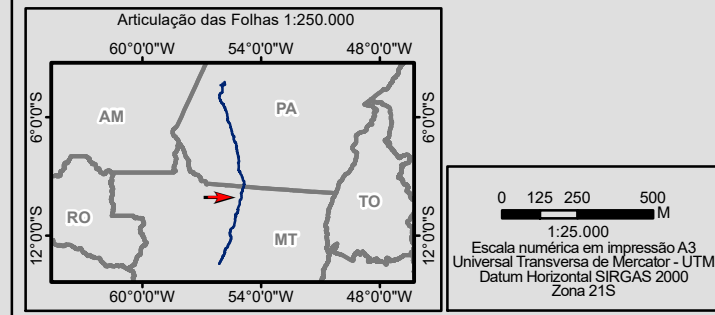 Articulação das Folhas 1:250.000
60°0'0"W 54°0'0"W 48°0'0"W
6°0'0"S
6°0'0"S
AM
PA
RO
TO
MT
12°0'0"S
12°0'0"S
60°0'0"W 54°0'0"W 48°0'0"W
0 125 250 500
M
1:25.000
Escala numérica em impressão A3
Universal Transversa de Mercator - UTM
Datum Horizontal SIRGAS 2000
Zona 21S